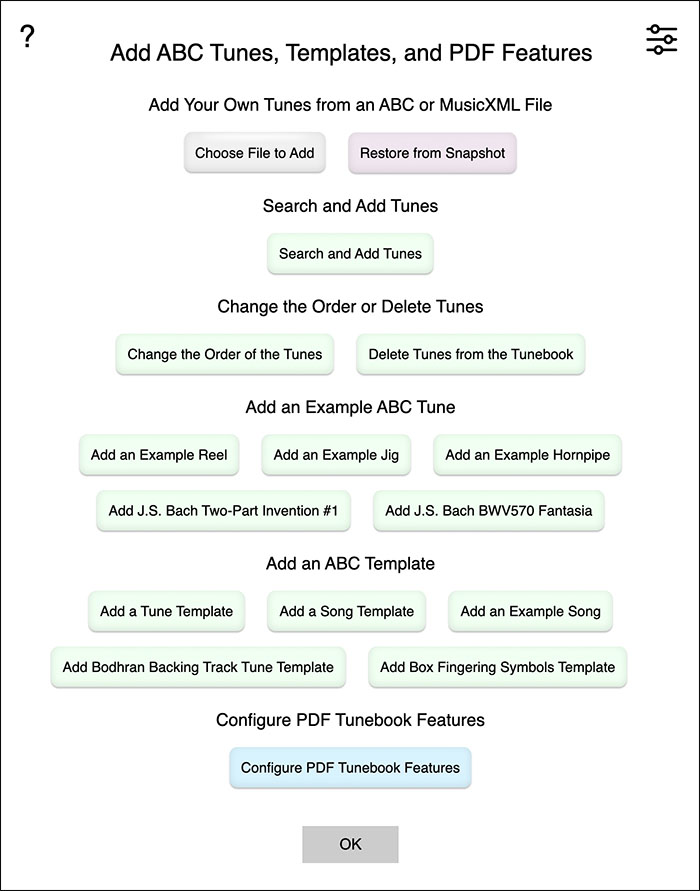 ?
Add ABC Tunes, Templates, and PDF Features
Add Your Own Tunes from an ABC or MusicXML File
Choose File to Add Restore from Snapshot
Search and Add Tunes
Search and Add Tunes
Change the Order or Delete Tunes
Change the Order of the Tunes Delete Tunes from the Tunebook
Add an Example ABC Tune
Add an Example Reel Add an Example Jig Add an Example Hornpipe
Add J.S. Bach Two-Part Invention #1 Add J.S. Bach BWV570 Fantasia
Add an ABC Template
Add a Tune Template Add a Song Template Add an Example Song
Add Bodhran Backing Track Tune Template Add Box Fingering Symbols Template
Configure PDF Tunebook Features
Configure PDF Tunebook Features
OK